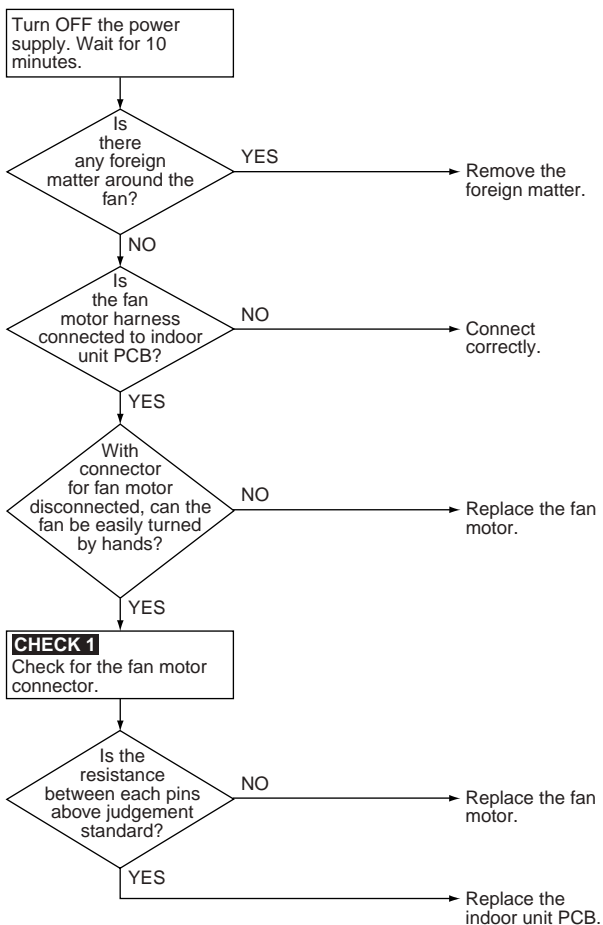 Turn OFF the power
supply. Wait for 10
minutes.
Is
there
any foreign
matter around the
fan?
YES
Remove the
foreign matter.
NO
Is
the fan
motor harness
connected to indoor
unit PCB?
NO
Connect
correctly.
YES
With
connector
for fan motor
disconnected, can the
fan be easily turned
by hands?
NO
Replace the fan
motor.
YES
CHECK 1
Check for the fan motor
connector.
Is the
resistance
between each pins
above judgement
standard?
NO
Replace the fan
motor.
YES
Replace the
indoor unit PCB.